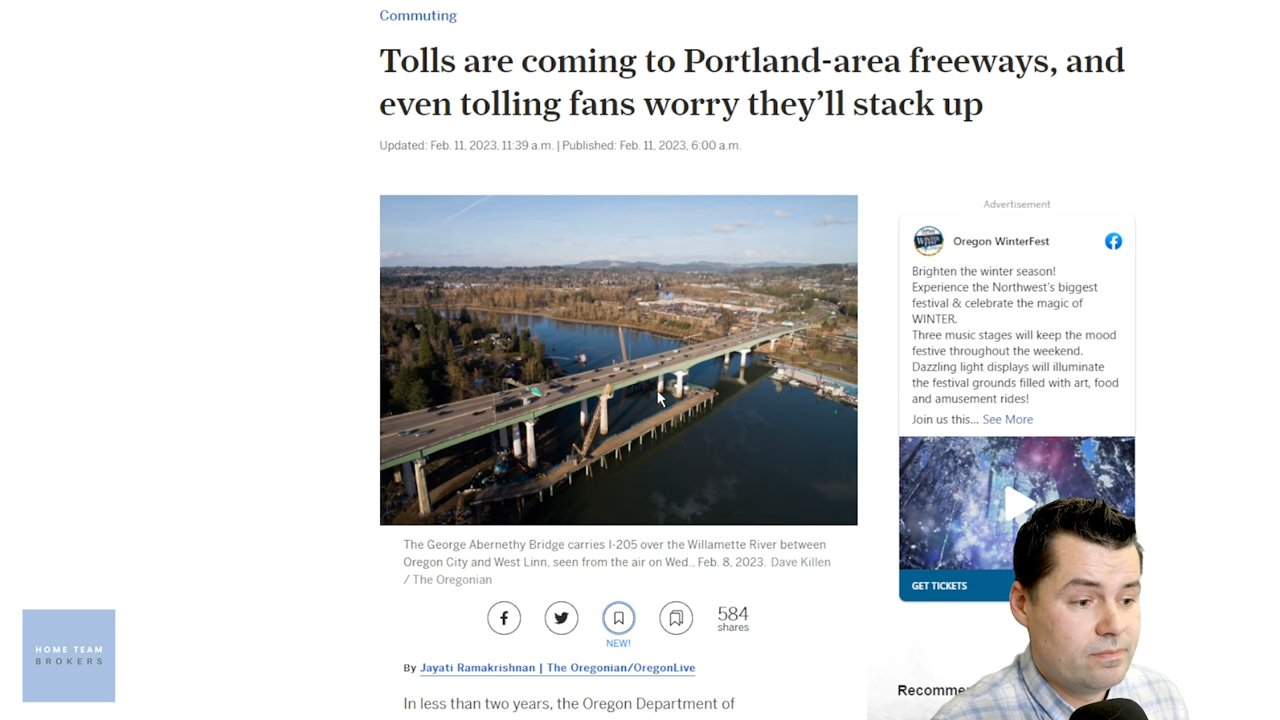 Commuting
Tolls are coming to Portland-area freeways, and
even tolling fans worry they'll stack up
Updated: Feb. 11, 2023, 11:39 a.m. | Published: Feb. 11, 2023, 6:00 a.m.
Advertisement
Oregon WinterFest
Brighten the winter season!
Experience the Northwest's biggest
festival & celebrate the magic of
WINTER.
Three music stages will keep the mood
festive throughout the weekend.
Dazzling light displays will illuminate
the festival grounds filled with art, food
and amusement rides!
Join us this... See More
GET TICKETS
The George Abernethy Bridge carries I-205 over the Willamette River between
Oregon City and West Linn, seen from the air on Wed., Feb. 8, 2023. Dave Killen
/ The Oregonian
584
shares
NEW!
By Jayati Ramakrishnan | The Oregonian/OregonLive
In less than two years, the Oregon Department of
HOME TEAM
BROKERS